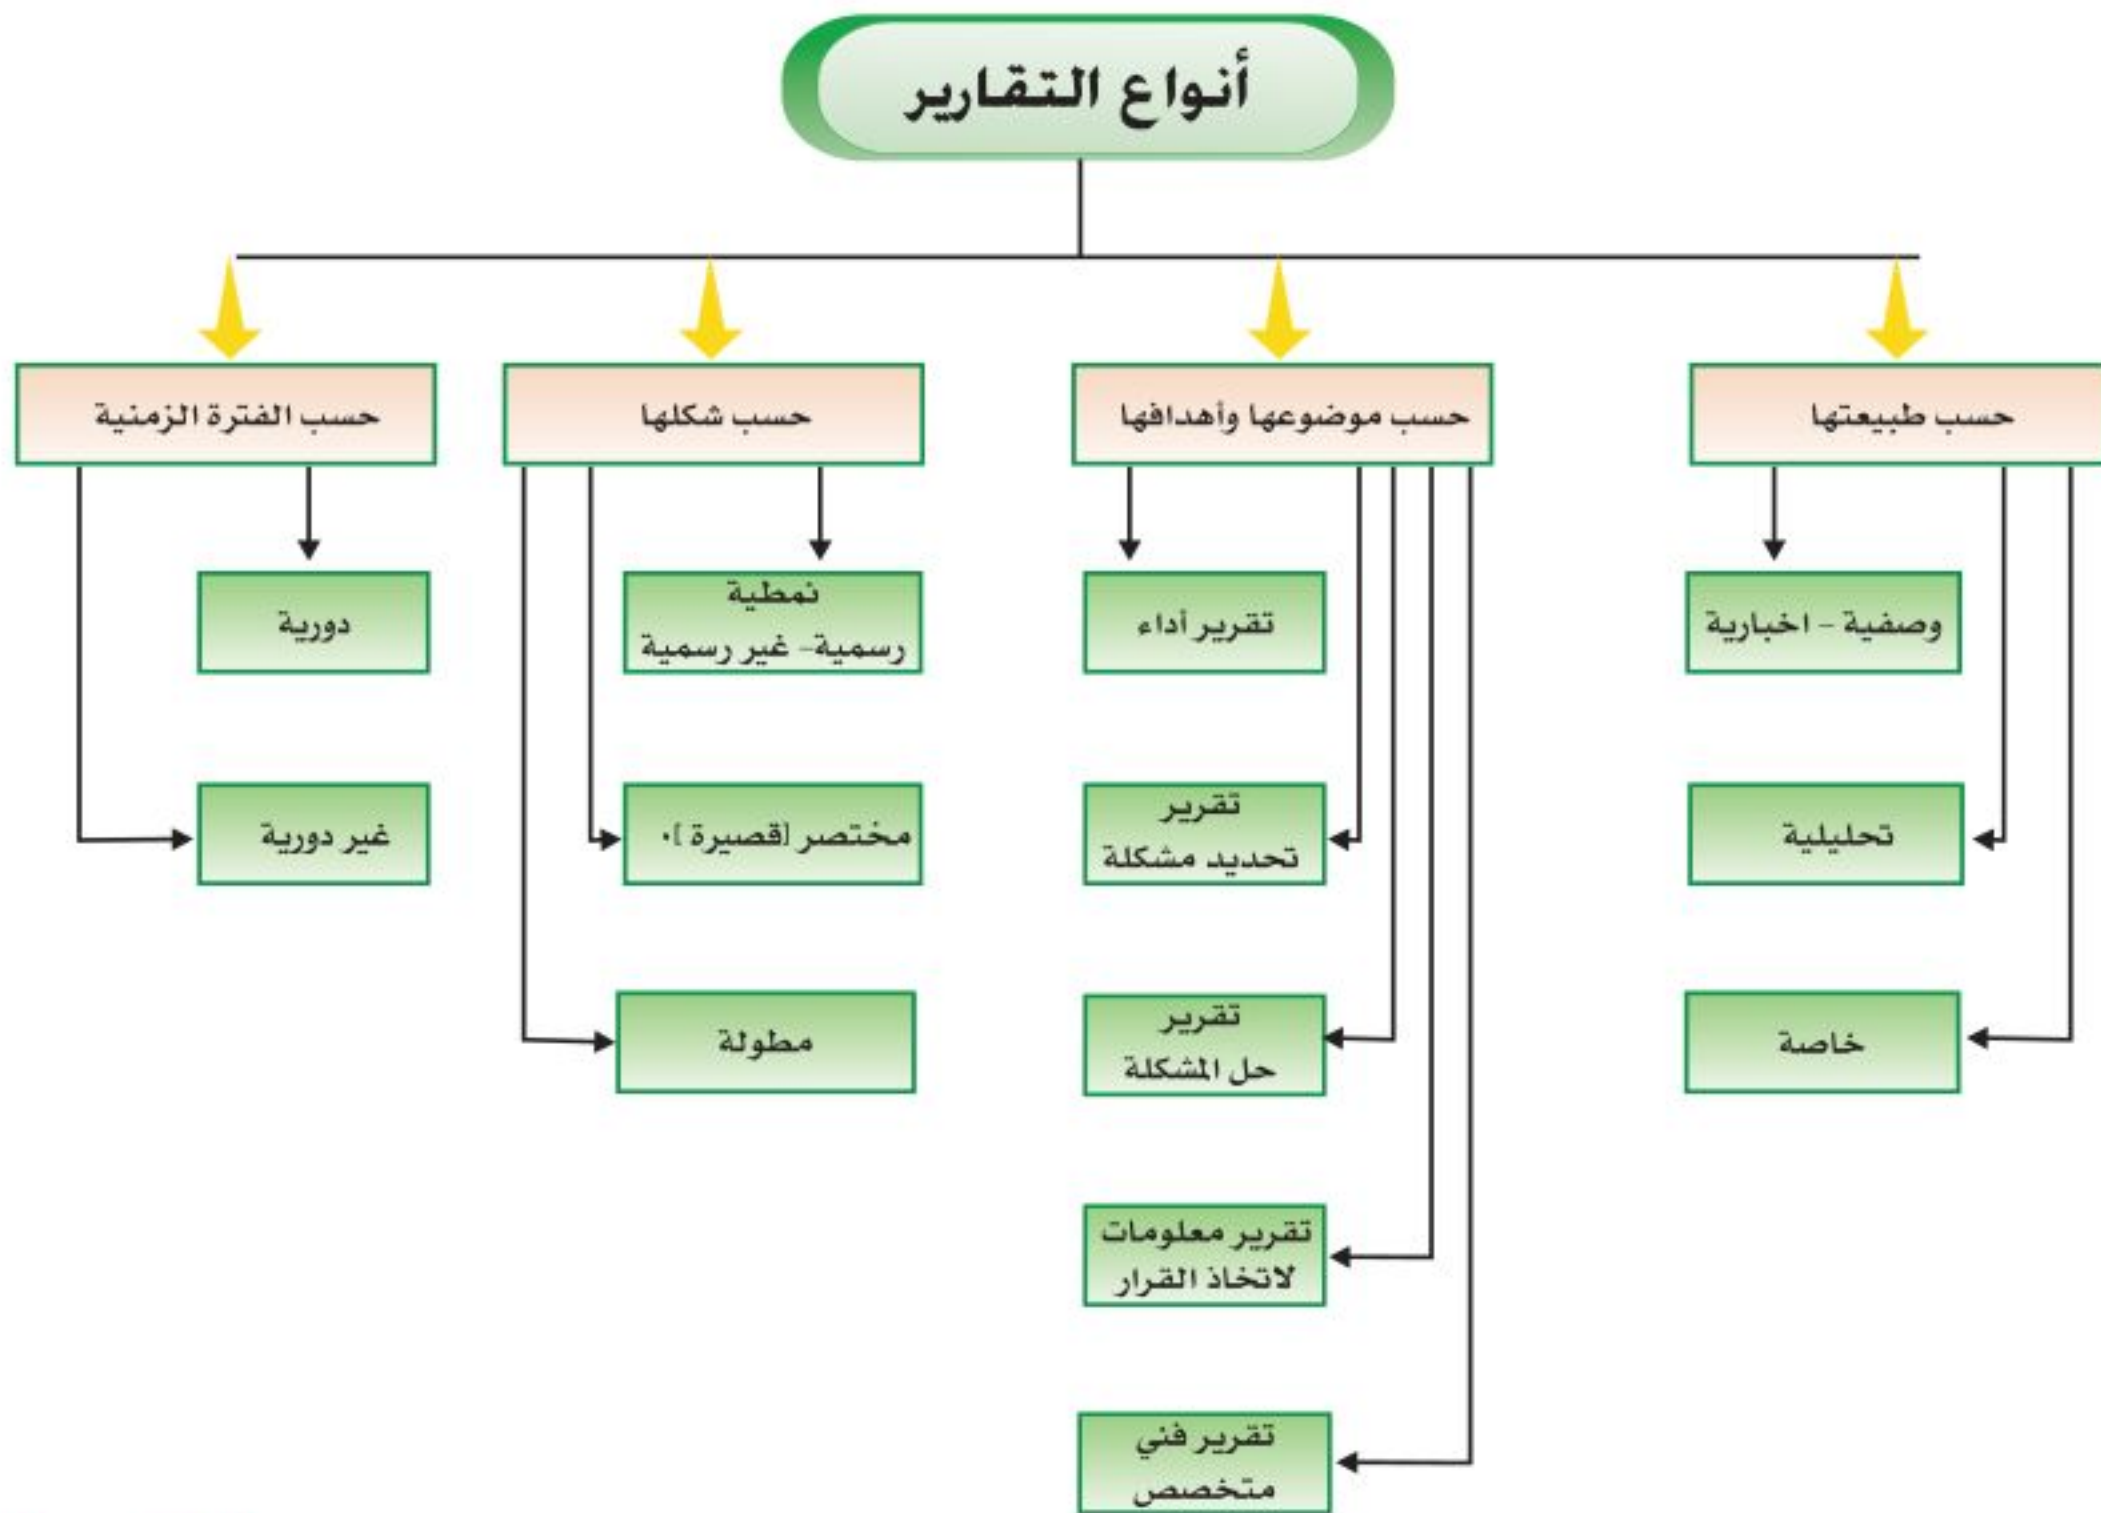 أنواع التقارير
حسب طبيعتها
حسب موضوعها وأهدافها
حسب شكلها
حسب الفترة الزمنية
وصفية - اخبارية
تحليلية
خاصة
تقرير أداء
تقرير
تحديد مشكلة
تقرير
حل المشكلة
تقرير معلومات
لاتخاذ القرار
تقرير فني
متخصص
نمطية
رسمية- غير رسمية
مختصر [قصيرة ]٠
مطولة
دورية
غير دورية